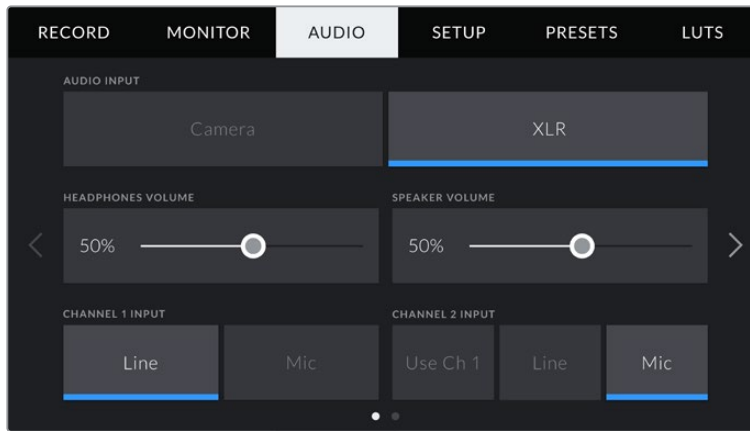 RECORD MONITOR AUDIO SETUP PRESETS LUTS
AUDIO INPUT
Camera XLR
HEADPHONES VOLUME SPEAKER VOLUME
50% 50%
CHANNEL 1 INPUT CHANNEL 2 INPUT
Line Mic Use Ch 1 Line Mic